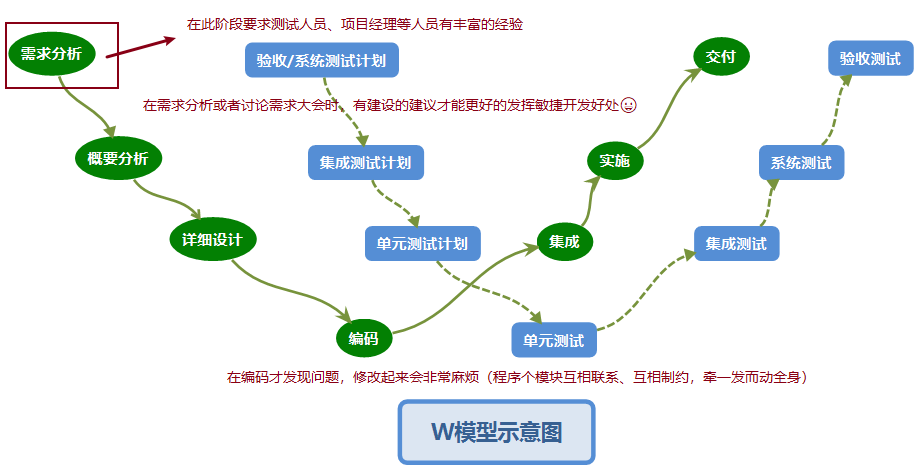 在此阶段要求测试人员、项目经理等人员有丰富的经验
需求分析
验收/系统测试计划
交付
验收测试
在需求分析或者讨论需求大会时、有建设的建议才能更好的发挥敏捷开发好处
概要分析
集成测试计划
实施
系统测试
详细设计
单元测试计划
集成
集成测试
编码
单元测试
在编码才发现问题，修改起来会非常麻烦（程序个模块互相联系、互相制约，牵一发而动全身）
W模型示意图